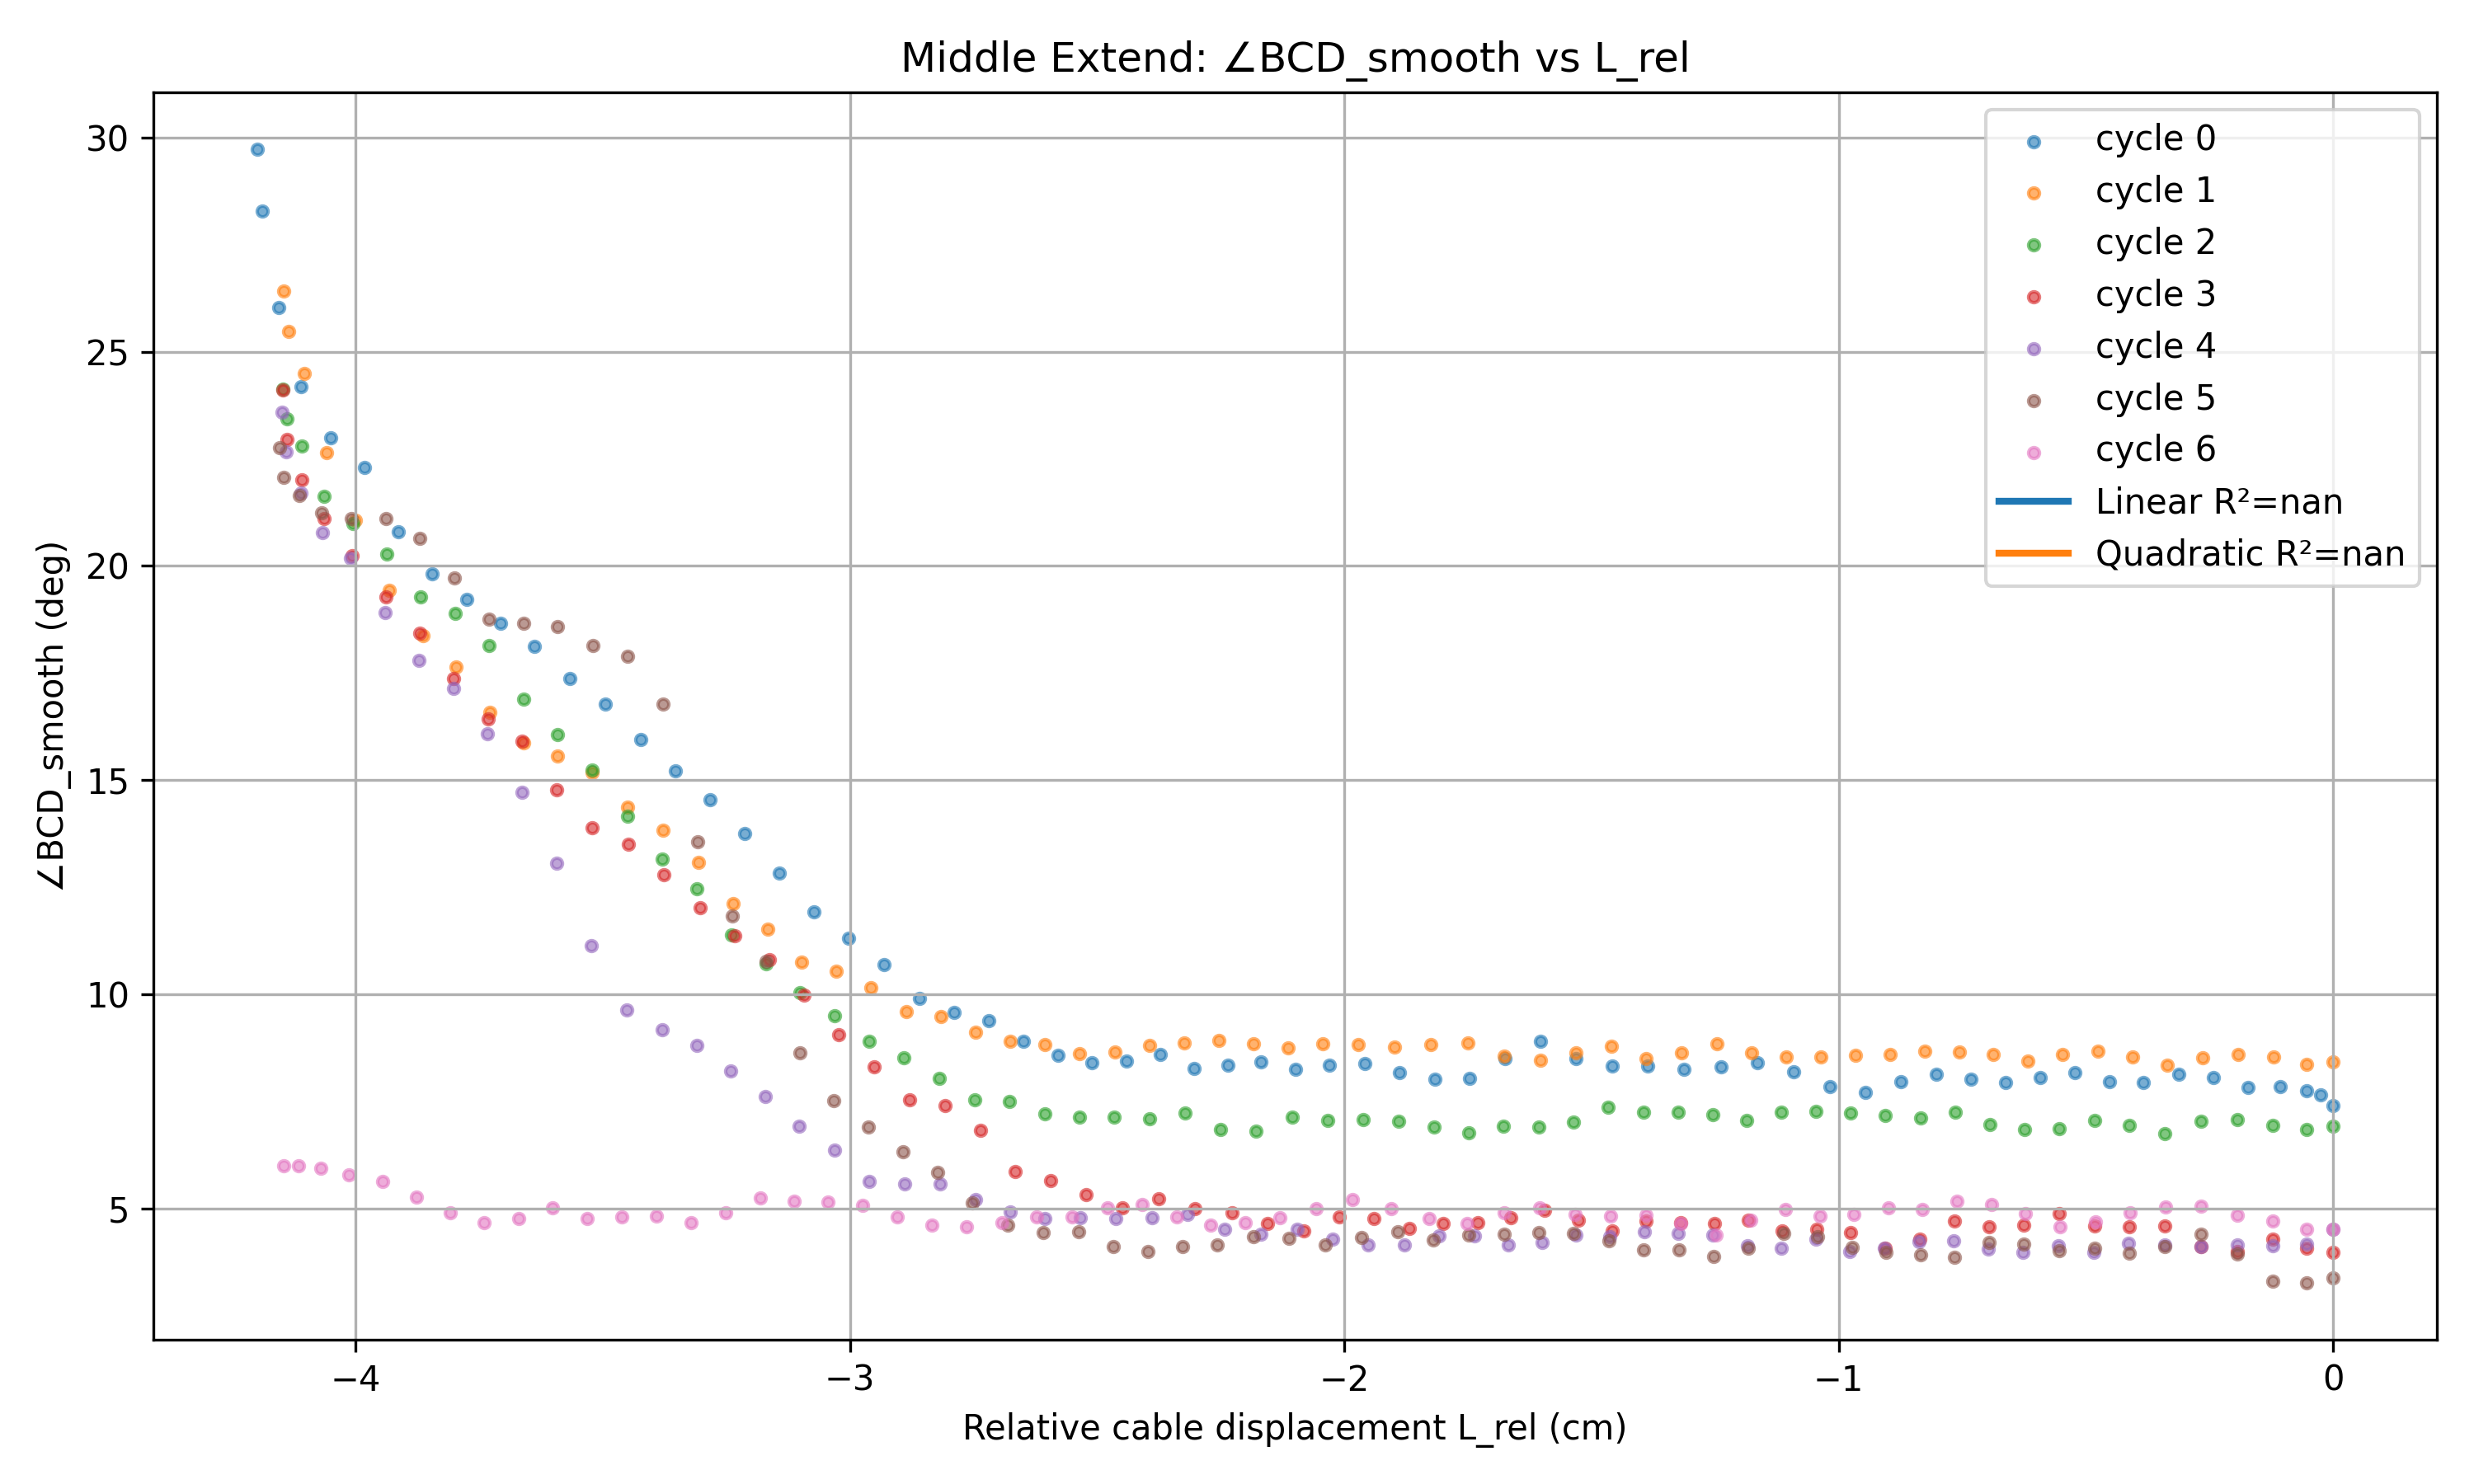 Middle Extend: ∠BCD_smooth vs L_rel
30
25
20
15
10
5
∠BCD_smooth (deg)
cycle 0
cycle 1
cycle 2
cycle 3
cycle 4
cycle 5
cycle 6
Linear R²=nan
Quadratic R²=nan
−4
−3
−2
−1
0
Relative cable displacement L_rel (cm)